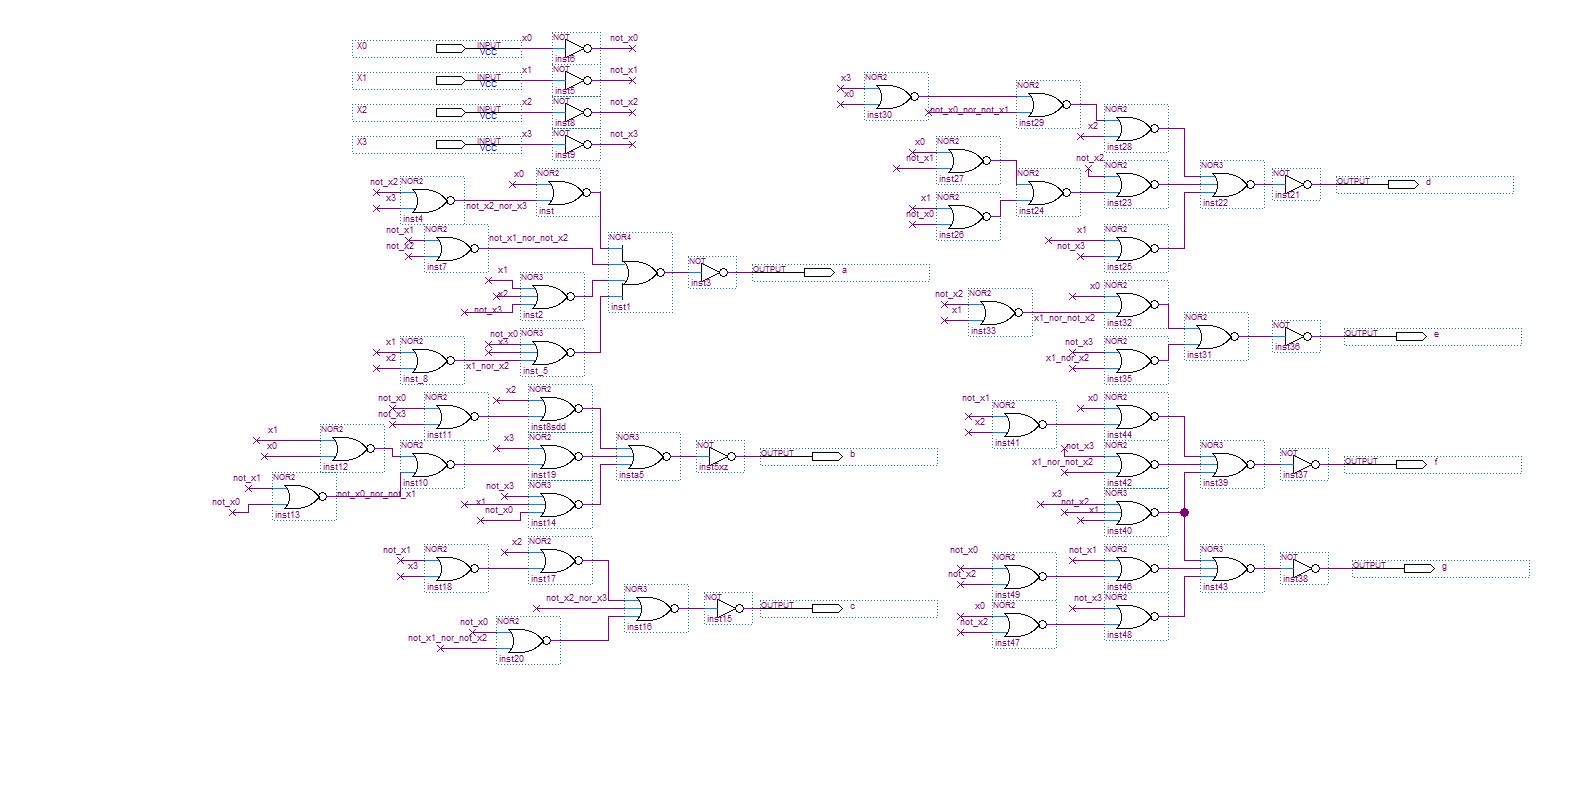 X0 INPUT VCC x0 NOT inst6 not_x0
X1 INPUT VCC x1 NOT inst5 not_x1
X2 INPUT VCC x2 NOT inst8 not_x2
X3 INPUT VCC x3 NOT inst9 not_x3
not_x2 x3 NOR2 inst4 not_x2_nor_x3
x0 NOR2 inst
not_x1 not_x2 NOR2 inst7 not_x1_nor_not_x2
x1 x2 not_x3 NOR3 inst2
x1 x2 NOR2 inst_8 x1_nor_x2
not_x0 x3 NOR3 inst_5
NOR4 inst1
NOT inst3
OUTPUT a
not_x0 not_x3 NOR2 inst11
x2 NOR2 inst8sdd
x1 x0 NOR2 inst12
not_x1 not_x0 NOR2 inst13 not_x0_nor_not_x1
NOR2 inst10
x3 NOR2 inst19
not_x3 x1 not_x0 NOR3 inst14
NOR3 insta5
NOT inst5xz
OUTPUT b
not_x1 x3 NOR2 inst18
x2 NOR2 inst17
not_x2_nor_x3
not_x0 not_x1_nor_not_x2 NOR2 inst20
NOR3 inst16
NOT inst15
OUTPUT c
x3 x0 NOR2 inst30
not_x0_nor_not_x1 NOR2 inst29
x2 NOR2 inst28
x0 not_x1 NOR2 inst27
x1 not_x0 NOR2 inst26
NOR2 inst24
not_x2 NOR2 inst23
x1 not_x3 NOR2 inst25
NOR3 inst22
NOT inst21
OUTPUT d
not_x2 x1 NOR2 inst33 x1_nor_not_x2
x0 NOR2 inst32
not_x3 x1_nor_x2 NOR2 inst35
NOR2 inst31
NOT inst36
OUTPUT e
not_x1 x2 NOR2 inst41
x0 NOR2 inst44
not_x3 x1_nor_not_x2 NOR2 inst42
x3 not_x2 x1 NOR3 inst40
NOR3 inst39
NOT inst37
OUTPUT f
not_x0 not_x2 NOR2 inst49
not_x1 NOR2 inst46
x0 not_x2 NOR2 inst47
not_x3 NOR2 inst48
NOR3 inst43
NOT inst38
OUTPUT g